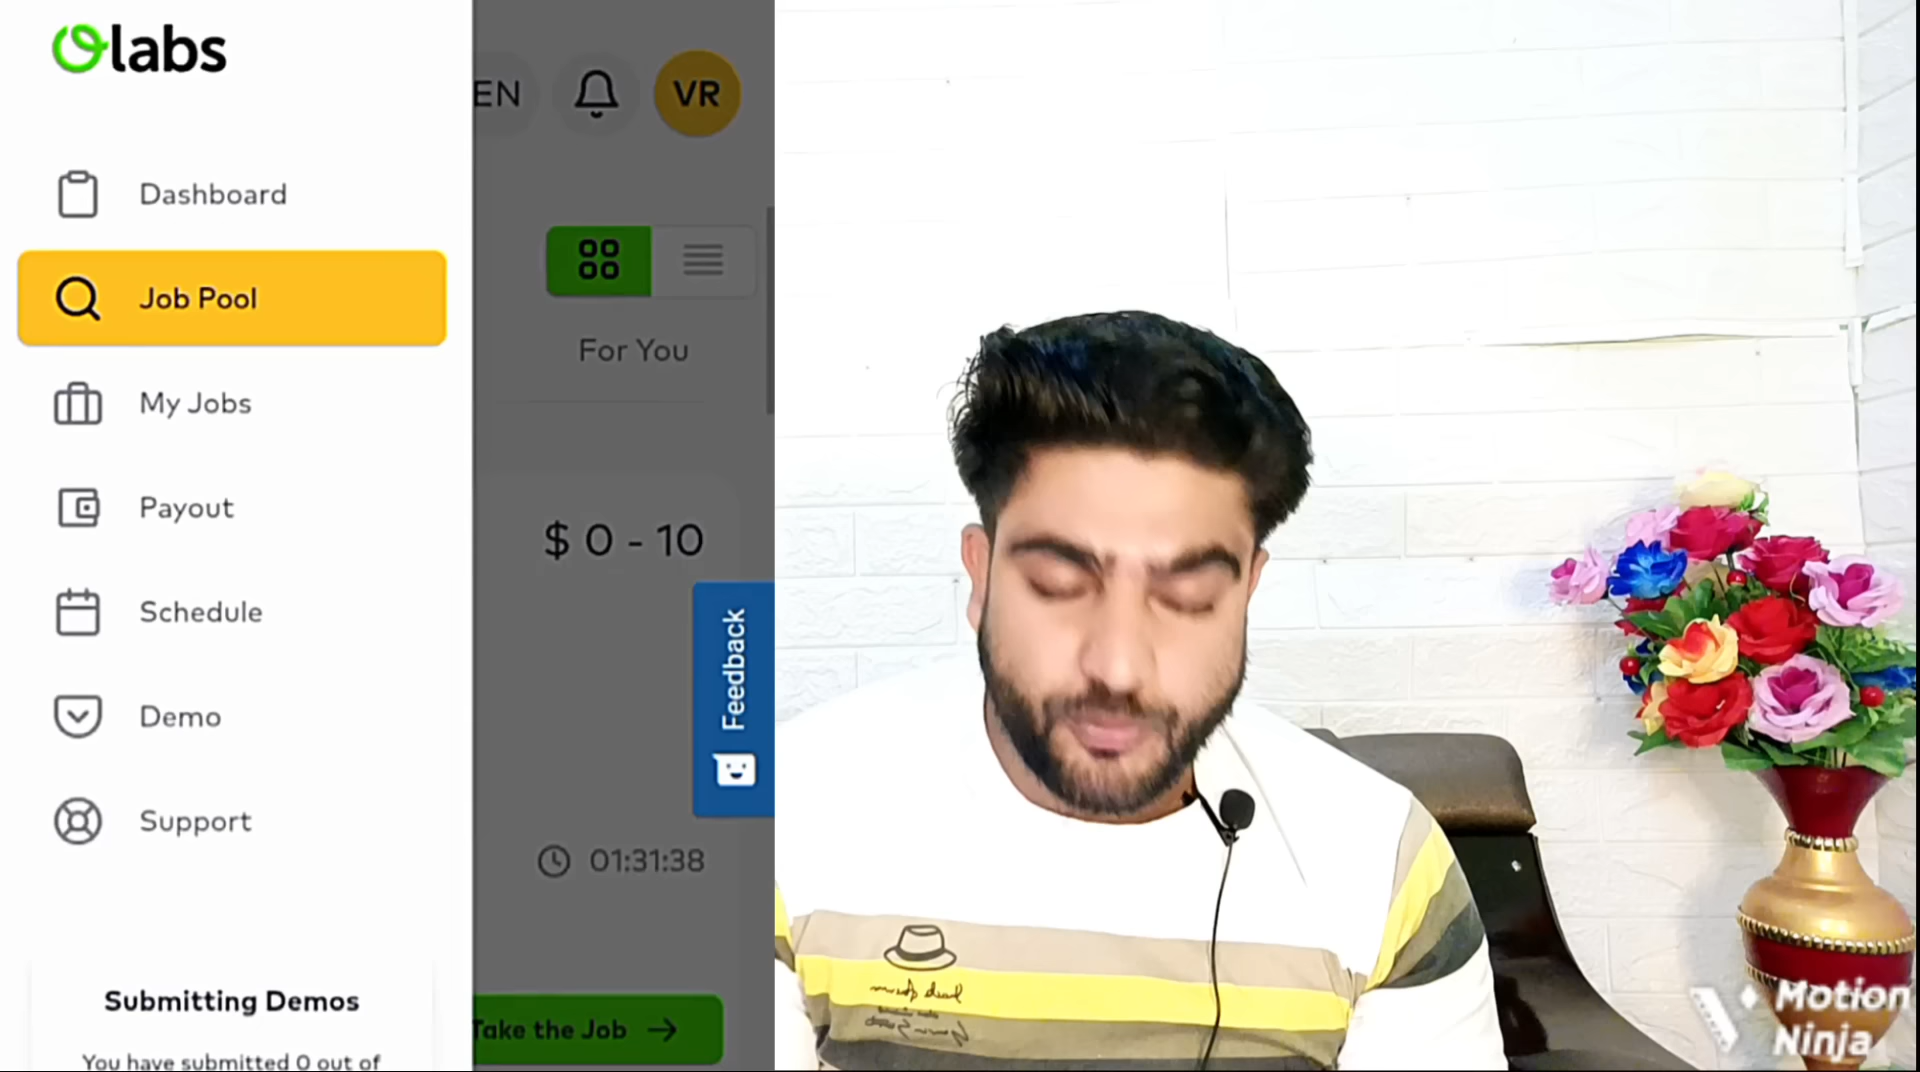 labs
EN
VR
Dashboard
Job Pool
For You
My Jobs
Payout
$ 0 - 10
Schedule
Feedback
Demo
Support
01:31:38
Submitting Demos
Take the Job
You have submitted 0 out of
Motion
Ninja